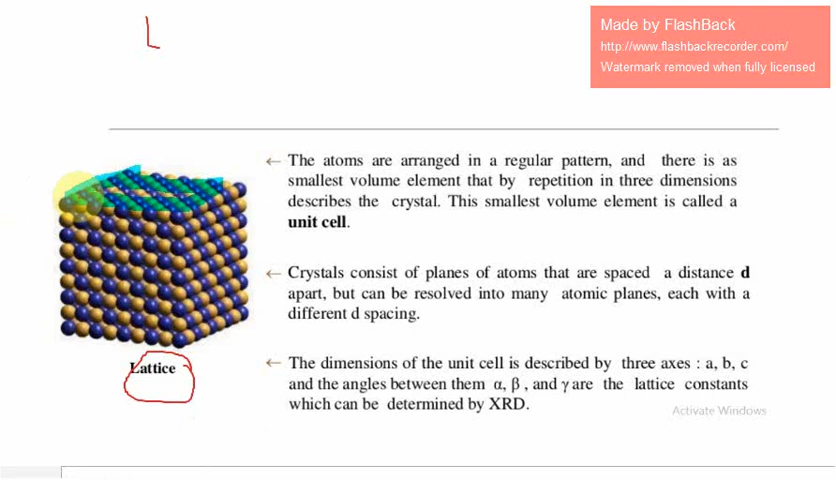 Made by FlashBack
http://www.flashbackrecorder.com/
Watermark removed when fully licensed
← The atoms are arranged in a regular pattern, and there is as
smallest volume element that by repetition in three dimensions
describes the crystal. This smallest volume element is called a
unit cell.
← Crystals consist of planes of atoms that are spaced a distance d
apart, but can be resolved into many atomic planes, each with a
different d spacing.
Lattice
← The dimensions of the unit cell is described by three axes : a, b, c
and the angles between them α, β , and γ are the lattice constants
which can be determined by XRD.
Activate Windows